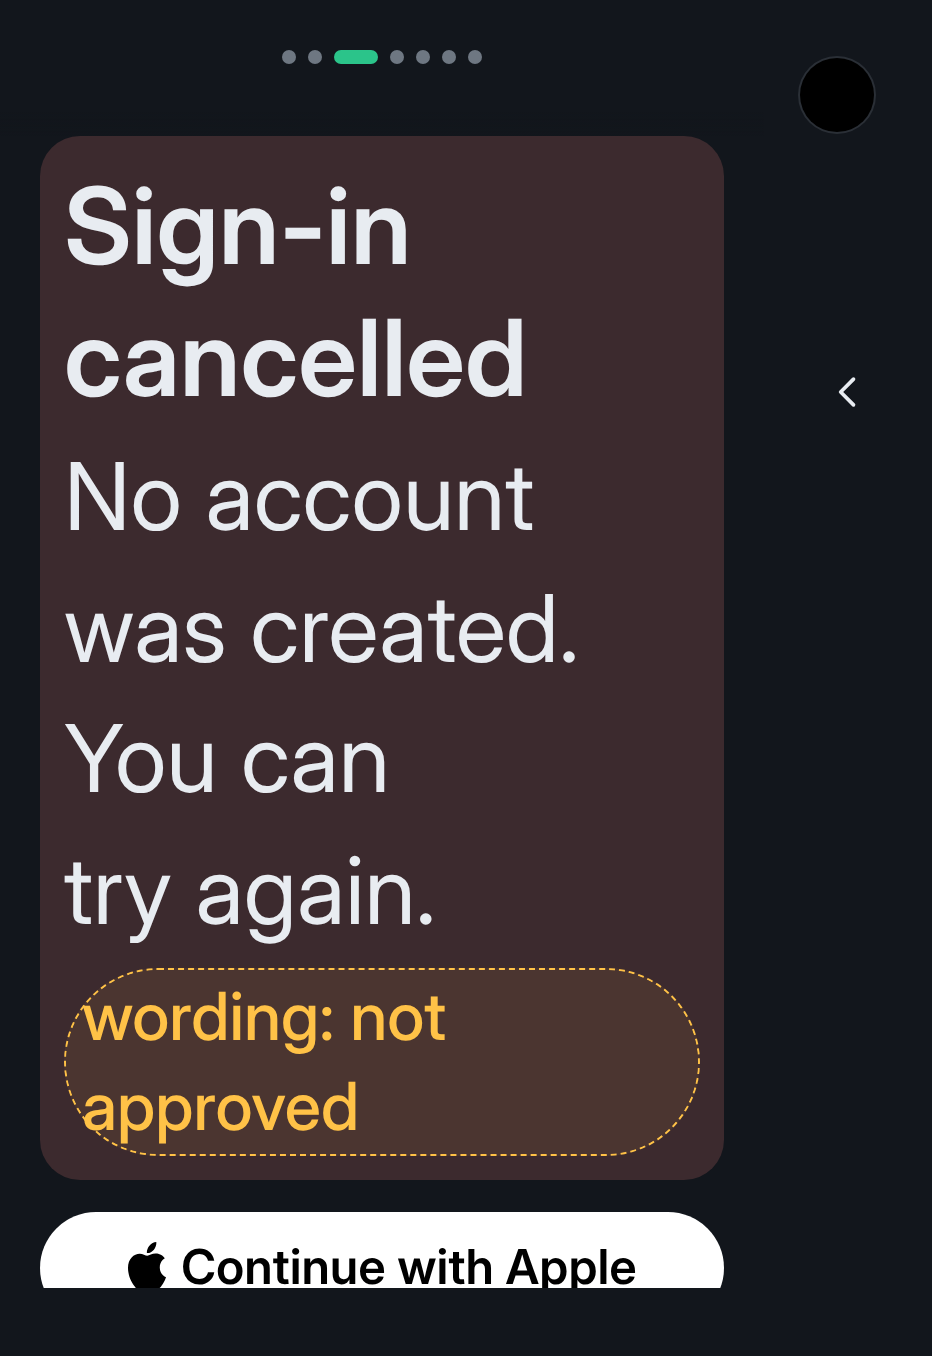 Sign-in
cancelled
No account
was created.
You can
try again.
wording: not
approved
Continue with Apple